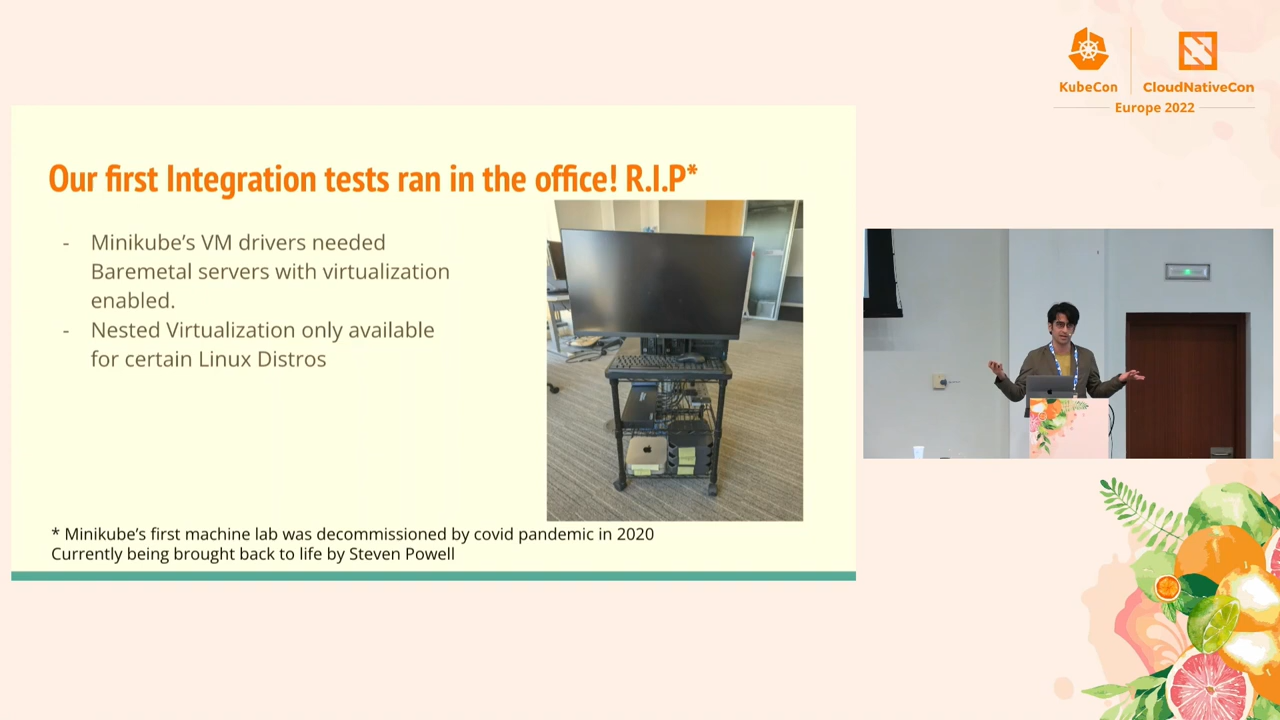 KubeCon
CloudNativeCon
Europe 2022
Our first Integration tests ran in the office! R.I.P*
- Minikube's VM drivers needed
Baremetal servers with virtualization
enabled.
- Nested Virtualization only available
for certain Linux Distros
* Minikube's first machine lab was decommissioned by covid pandemic in 2020
Currently being brought back to life by Steven Powell